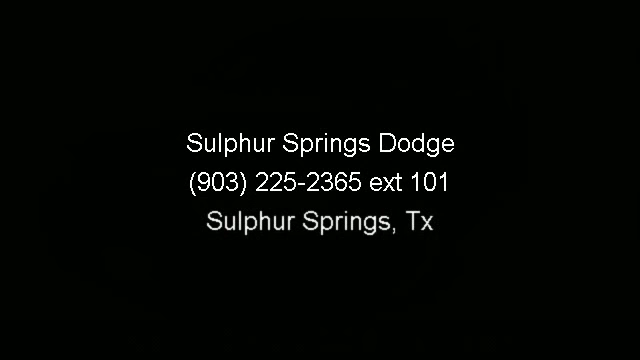 Sulphur Springs Dodge
(903) 225-2365 ext 101
Sulphur Springs, Tx